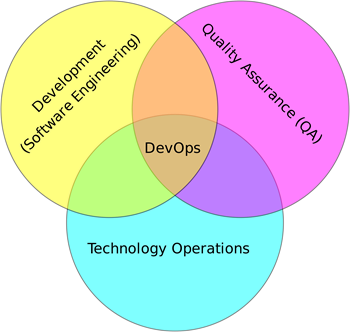 Development
(Software Engineering)
Quality Assurance (QA)
DevOps
Technology Operations